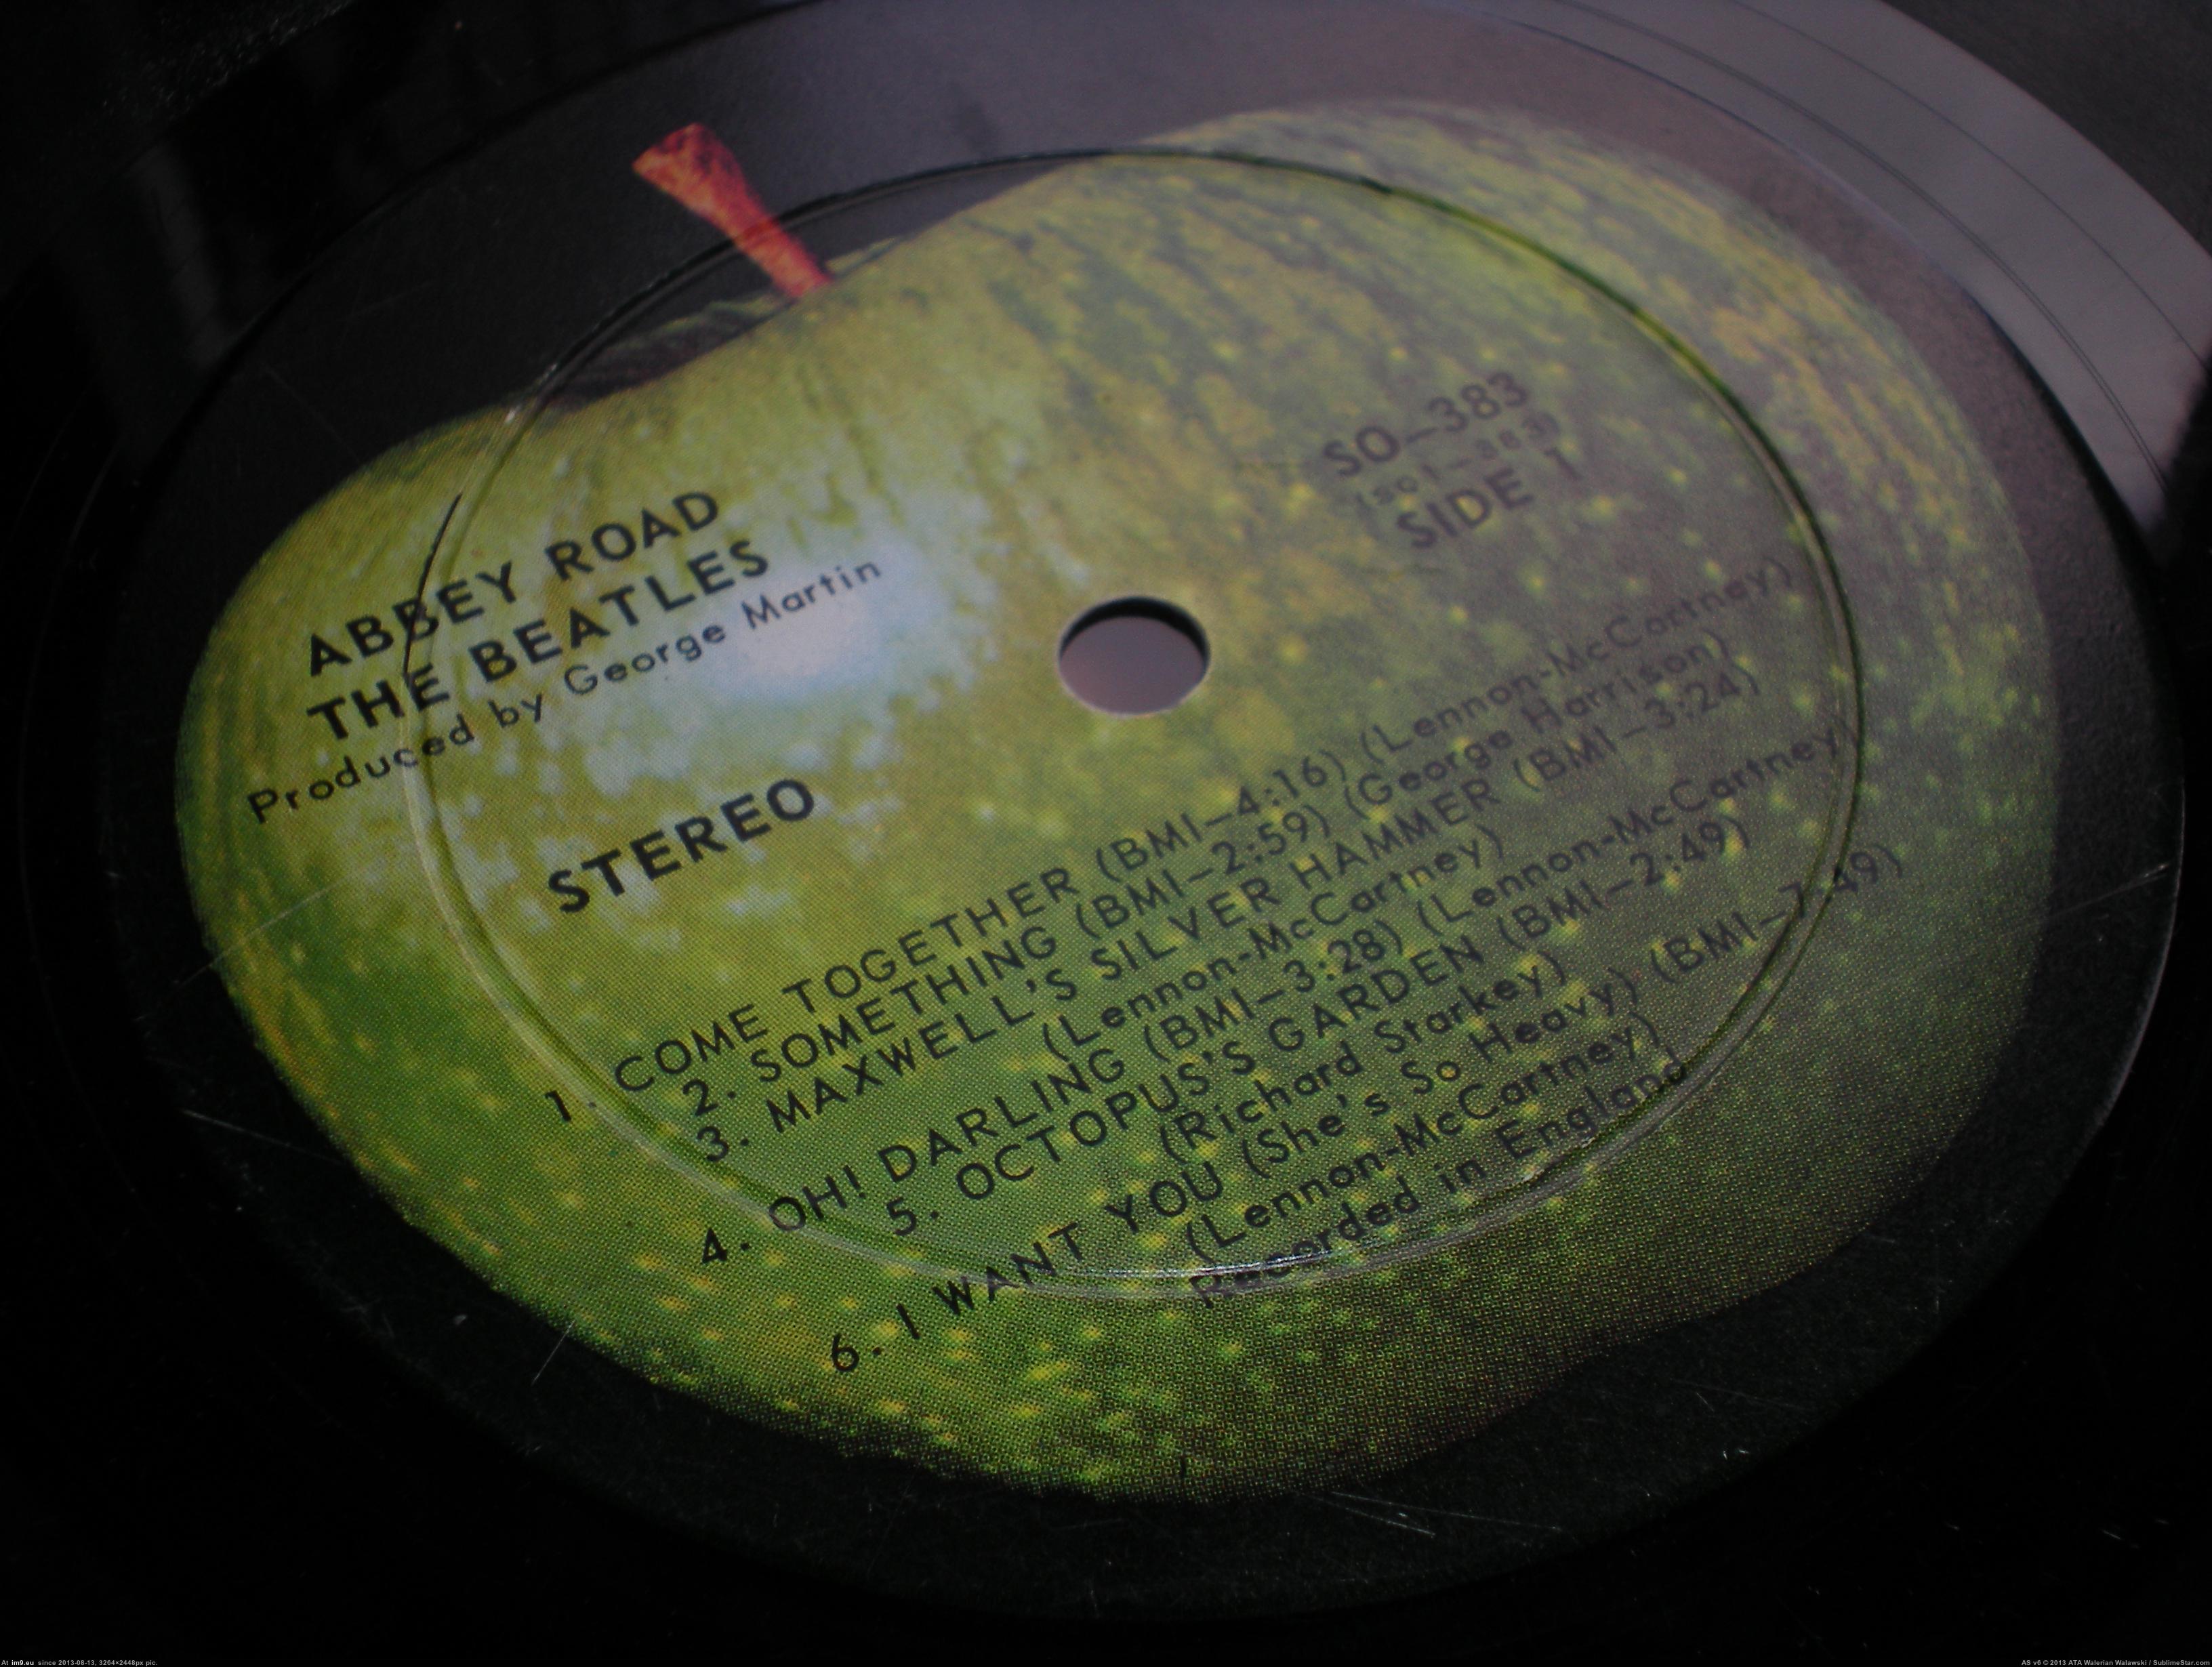 ABBEY ROAD
THE BEATLES
Produced by George Martin
STEREO
SO-383
(SO1-383)
SIDE 1
1. COME TOGETHER (BMI-4:16) (Lennon-McCartney)
2. SOMETHING (BMI-2:59) (George Harrison)
3. MAXWELL'S SILVER HAMMER (BMI-3:24)
(Lennon-McCartney)
4. OH! DARLING (BMI-3:28) (Lennon-McCartney)
5. OCTOPUS'S GARDEN (BMI-2:49)
(Richard Starkey)
6. I WANT YOU (She's So Heavy) (BMI-7:49)
(Lennon-McCartney)
Recorded in England
At im9.eu since 2013-08-13, 3264×2448px pic.
AS v6 © 2013 ATA Walerian Walawski / SublimeStar.com